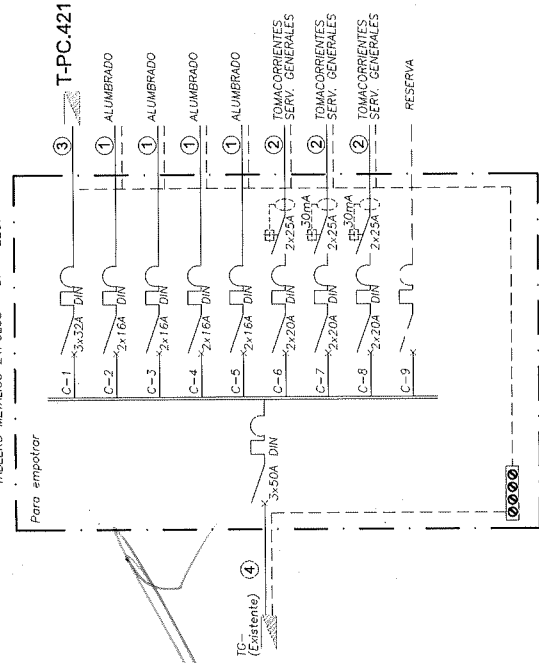 Para empotrar
TG-
(Existente)
4
3x50A DIN
C-1
3x32A DIN
3
T-PC.421
C-2
2x16A DIN
1
ALUMBRADO
C-3
2x16A DIN
1
ALUMBRADO
C-4
2x16A DIN
1
ALUMBRADO
C-5
2x16A DIN
1
ALUMBRADO
C-6
2x20A DIN
2x25A
30mA
2
TOMACORRIENTES
SERV. GENERALES
C-7
2x20A DIN
2x25A
30mA
2
TOMACORRIENTES
SERV. GENERALES
C-8
2x20A DIN
2x25A
2
TOMACORRIENTES
SERV. GENERALES
C-9
RESERVA